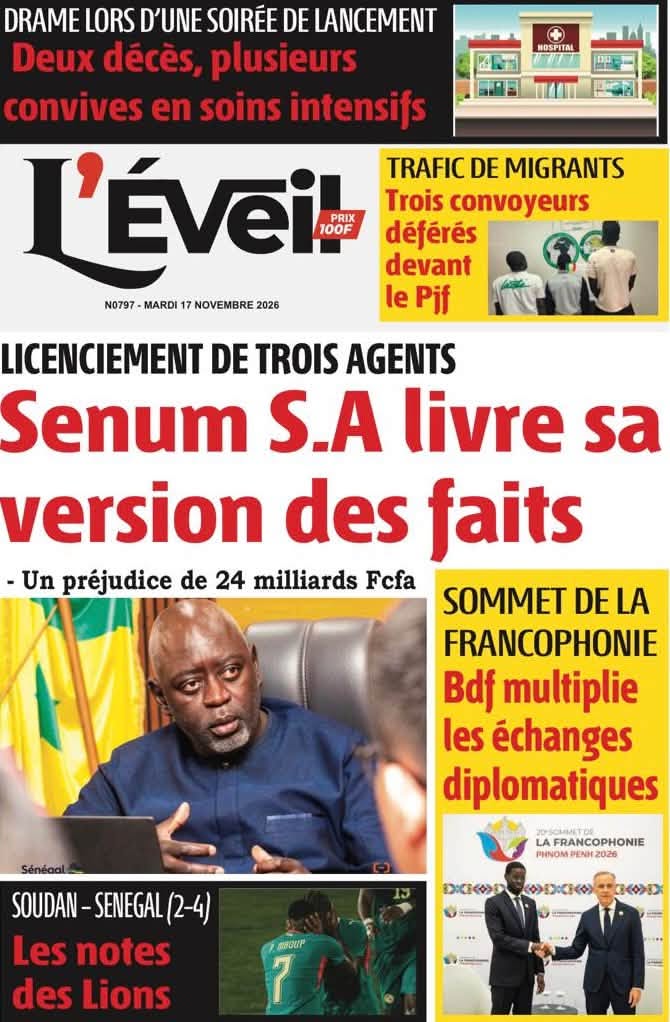 DRAME LORS D'UNE SOIRÉE DE LANCEMENT
Deux décès, plusieurs
convives en soins intensifs
HOSPITAL
L'Éveil
PRIX
100F
N0797 - MARDI 17 NOVEMBRE 2026
TRAFIC DE MIGRANTS
Trois convoyeurs
déférés
devant
le Pjf
LICENCIEMENT DE TROIS AGENTS
Senum S.A livre sa
version des faits
- Un préjudice de 24 milliards Fcfa
Sénégal
SOMMET DE LA
FRANCOPHONIE
Bdf multiplie
les échanges
diplomatiques
20e SOMMET DE
LA FRANCOPHONIE
PHNOM PENH 2026
SOUDAN – SENEGAL (2-4)
Les notes
des Lions
P. MBOUP
7